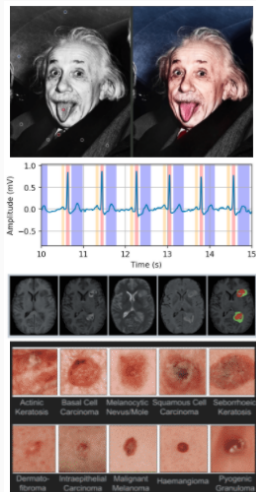 1.0
0.5
0.0
−0.5
Amplitude (mV)
10 11 12 13 14 15
Time (s)
Actinic Keratosis
Basal Cell Carcinoma
Melanocytic Nevus/Mole
Squamous Cell Carcinoma
Seborrhoeic Keratosis
Dermato-
fibroma
Intraepithelial Carcinoma
Malignant Melanoma
Haemangioma
Pyogenic Granuloma